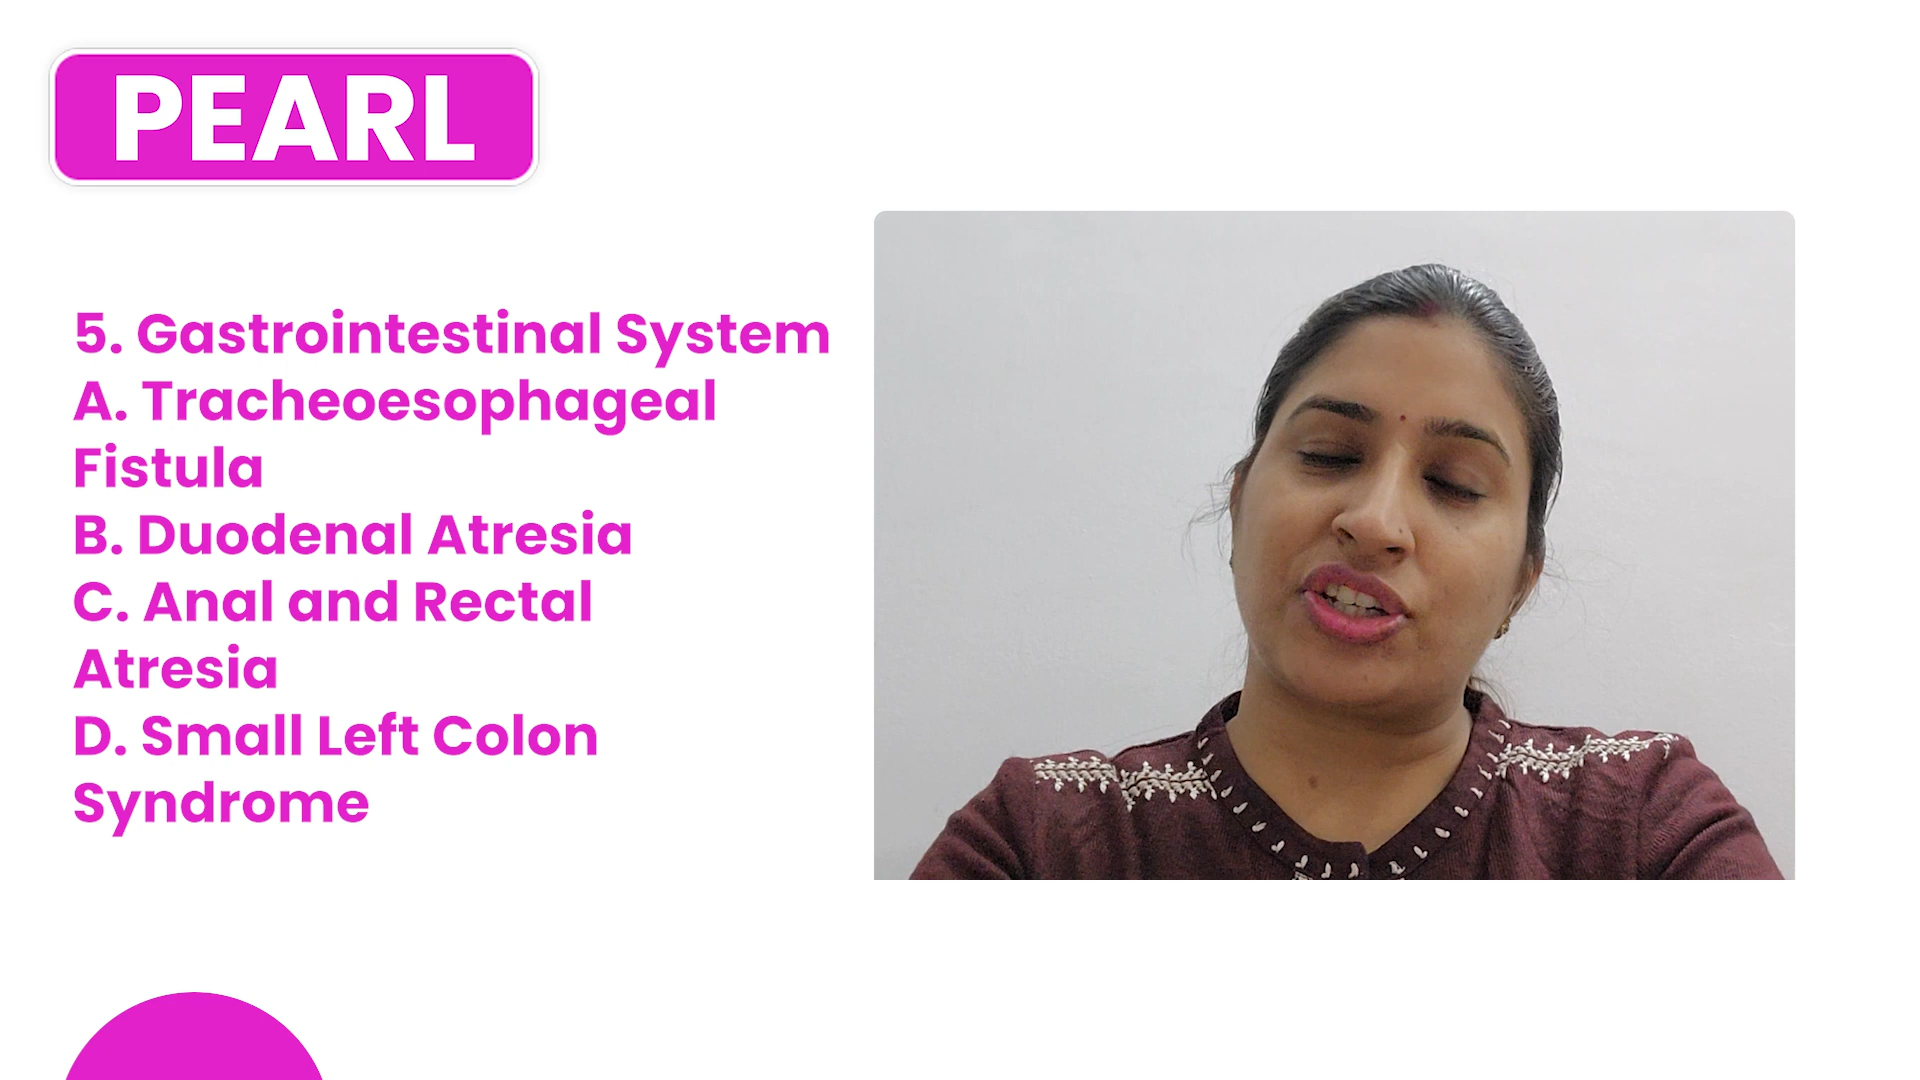 PEARL
5. Gastrointestinal System
A. Tracheoesophageal
Fistula
B. Duodenal Atresia
C. Anal and Rectal
Atresia
D. Small Left Colon
Syndrome